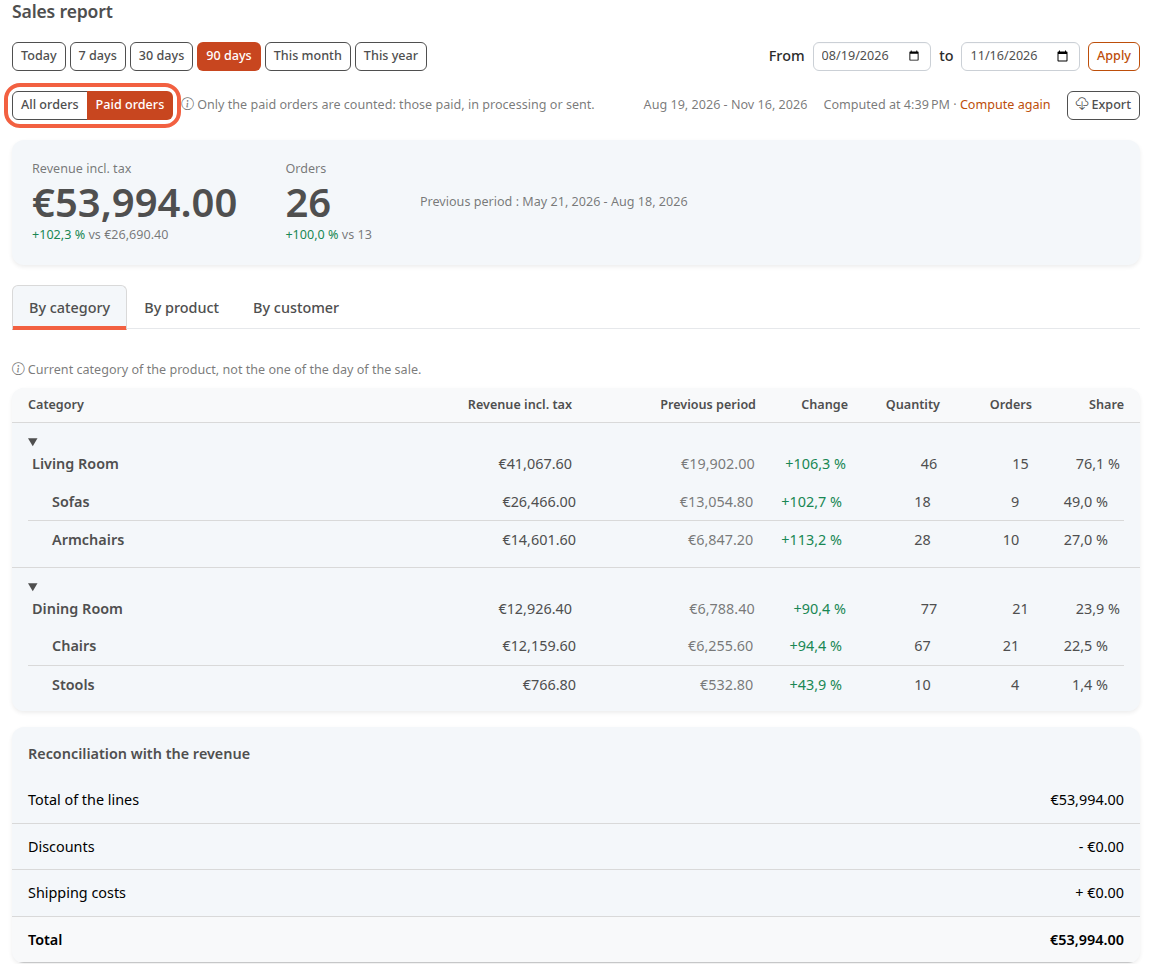 Sales report
Today 7 days 30 days 90 days This month This year From 08/19/2026 to 11/16/2026 Apply
All orders Paid orders Only the paid orders are counted: those paid, in processing or sent. Aug 19, 2026 - Nov 16, 2026 Computed at 4:39 PM · Compute again Export
Revenue incl. tax Orders
€53,994.00 26 Previous period : May 21, 2026 - Aug 18, 2026
+102,3 % vs €26,690.40 +100,0 % vs 13
By category By product By customer
Current category of the product, not the one of the day of the sale.
Category Revenue incl. tax Previous period Change Quantity Orders Share
Living Room €41,067.60 €19,902.00 +106,3 % 46 15 76,1 %
Sofas €26,466.00 €13,054.80 +102,7 % 18 9 49,0 %
Armchairs €14,601.60 €6,847.20 +113,2 % 28 10 27,0 %
Dining Room €12,926.40 €6,788.40 +90,4 % 77 21 23,9 %
Chairs €12,159.60 €6,255.60 +94,4 % 67 21 22,5 %
Stools €766.80 €532.80 +43,9 % 10 4 1,4 %
Reconciliation with the revenue
Total of the lines €53,994.00
Discounts - €0.00
Shipping costs + €0.00
Total €53,994.00